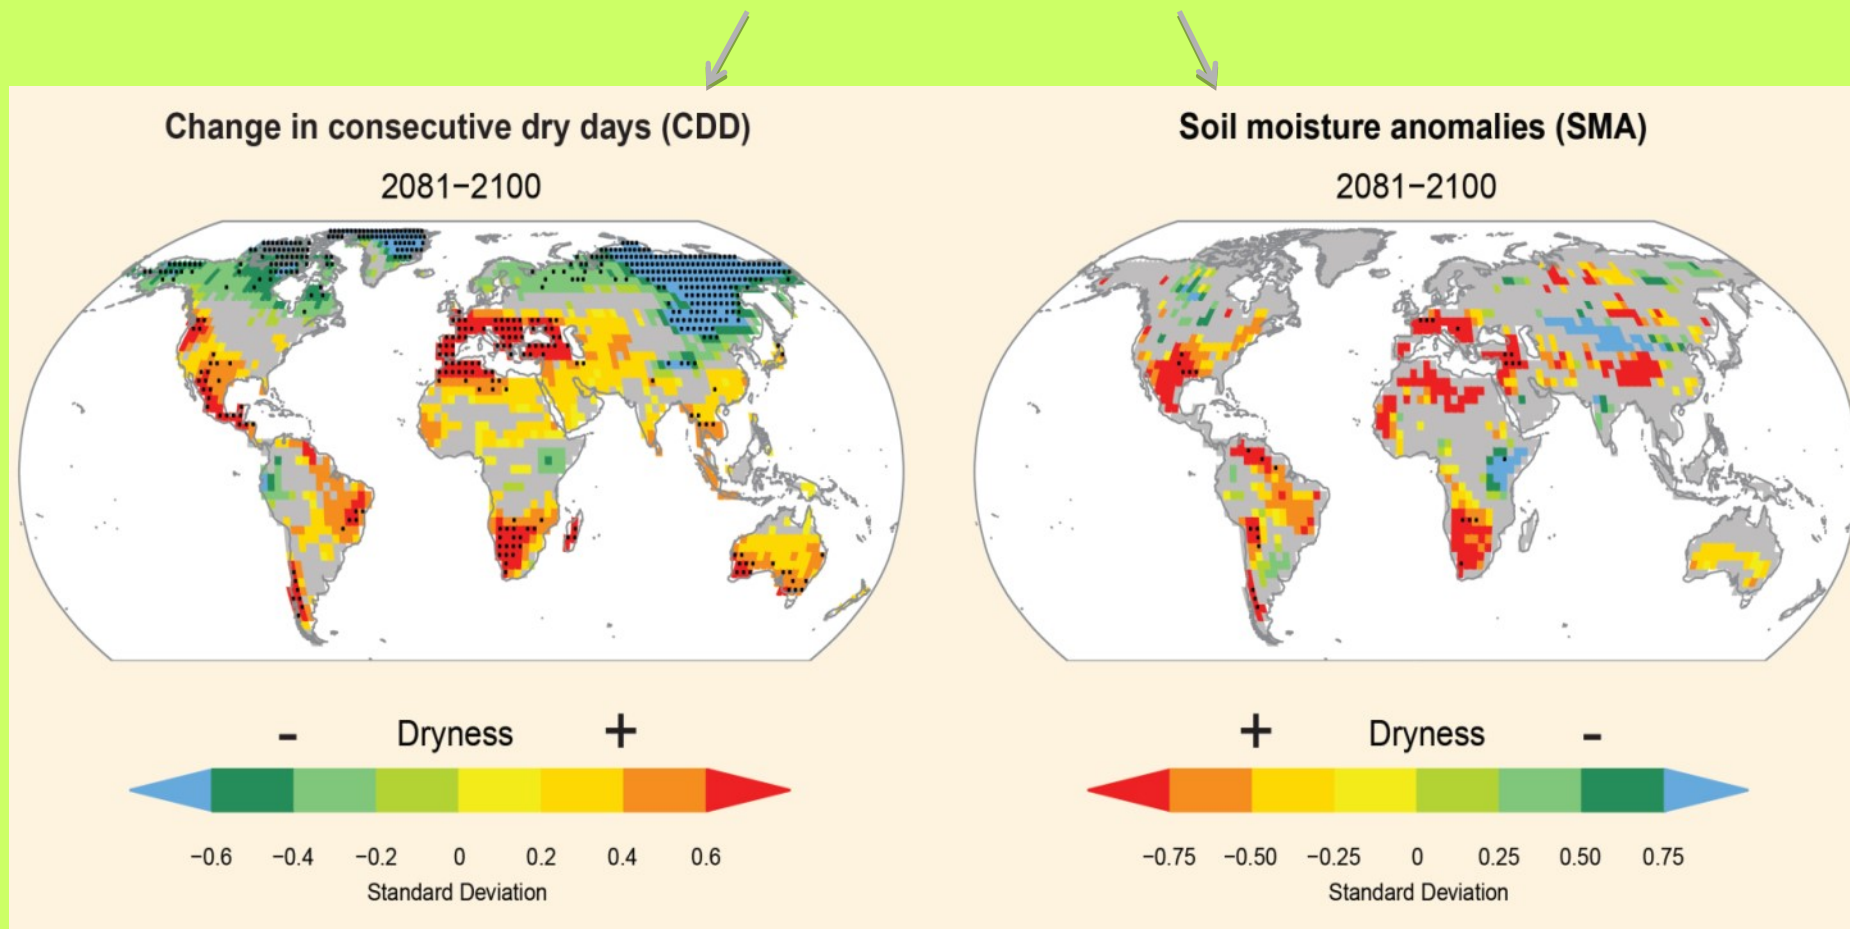 Change in consecutive dry days (CDD)
2081−2100
- Dryness +
−0.6 −0.4 −0.2 0 0.2 0.4 0.6
Standard Deviation
Soil moisture anomalies (SMA)
2081−2100
+ Dryness -
−0.75 −0.50 −0.25 0 0.25 0.50 0.75
Standard Deviation